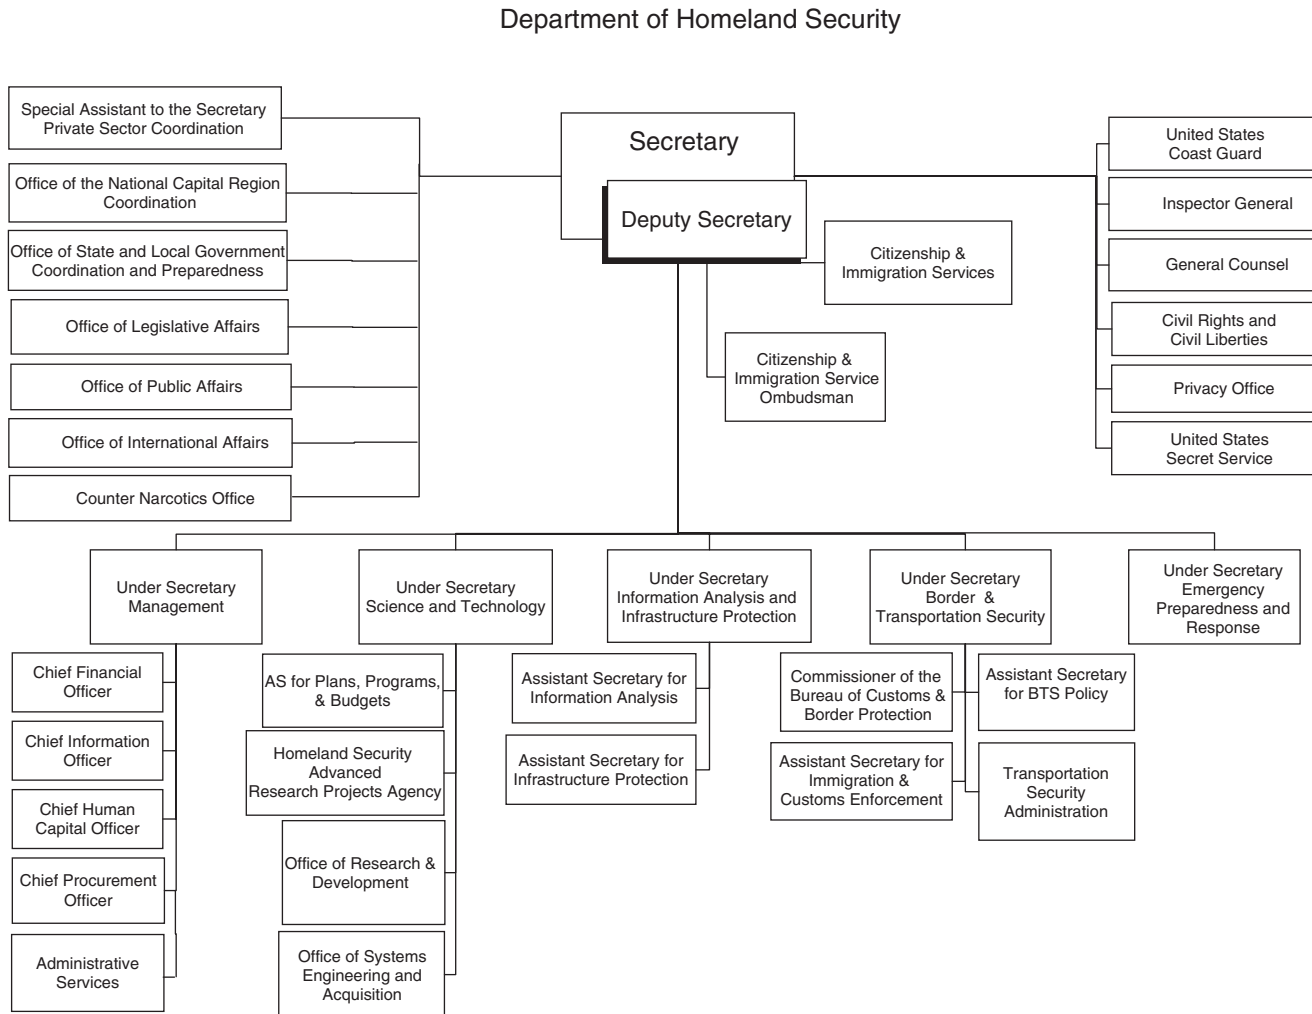 Department of Homeland Security
Special Assistant to the Secretary
Private Sector Coordination
Office of the National Capital Region
Coordination
Office of State and Local Government
Coordination and Preparedness
Office of Legislative Affairs
Office of Public Affairs
Office of International Affairs
Counter Narcotics Office
Secretary
Deputy Secretary
Citizenship &
Immigration Services
Citizenship &
Immigration Service
Ombudsman
United States
Coast Guard
Inspector General
General Counsel
Civil Rights and
Civil Liberties
Privacy Office
United States
Secret Service
Under Secretary
Management
Chief Financial
Officer
Chief Information
Officer
Chief Human
Capital Officer
Chief Procurement
Officer
Administrative
Services
Under Secretary
Science and Technology
AS for Plans, Programs,
& Budgets
Homeland Security
Advanced
Research Projects Agency
Office of Research &
Development
Office of Systems
Engineering and
Acquisition
Under Secretary
Information Analysis and
Infrastructure Protection
Assistant Secretary for
Information Analysis
Assistant Secretary for
Infrastructure Protection
Under Secretary
Border &
Transportation Security
Commissioner of the
Bureau of Customs &
Border Protection
Assistant Secretary for
Immigration &
Customs Enforcement
Assistant Secretary
for BTS Policy
Transportation
Security
Administration
Under Secretary
Emergency
Preparedness and
Response